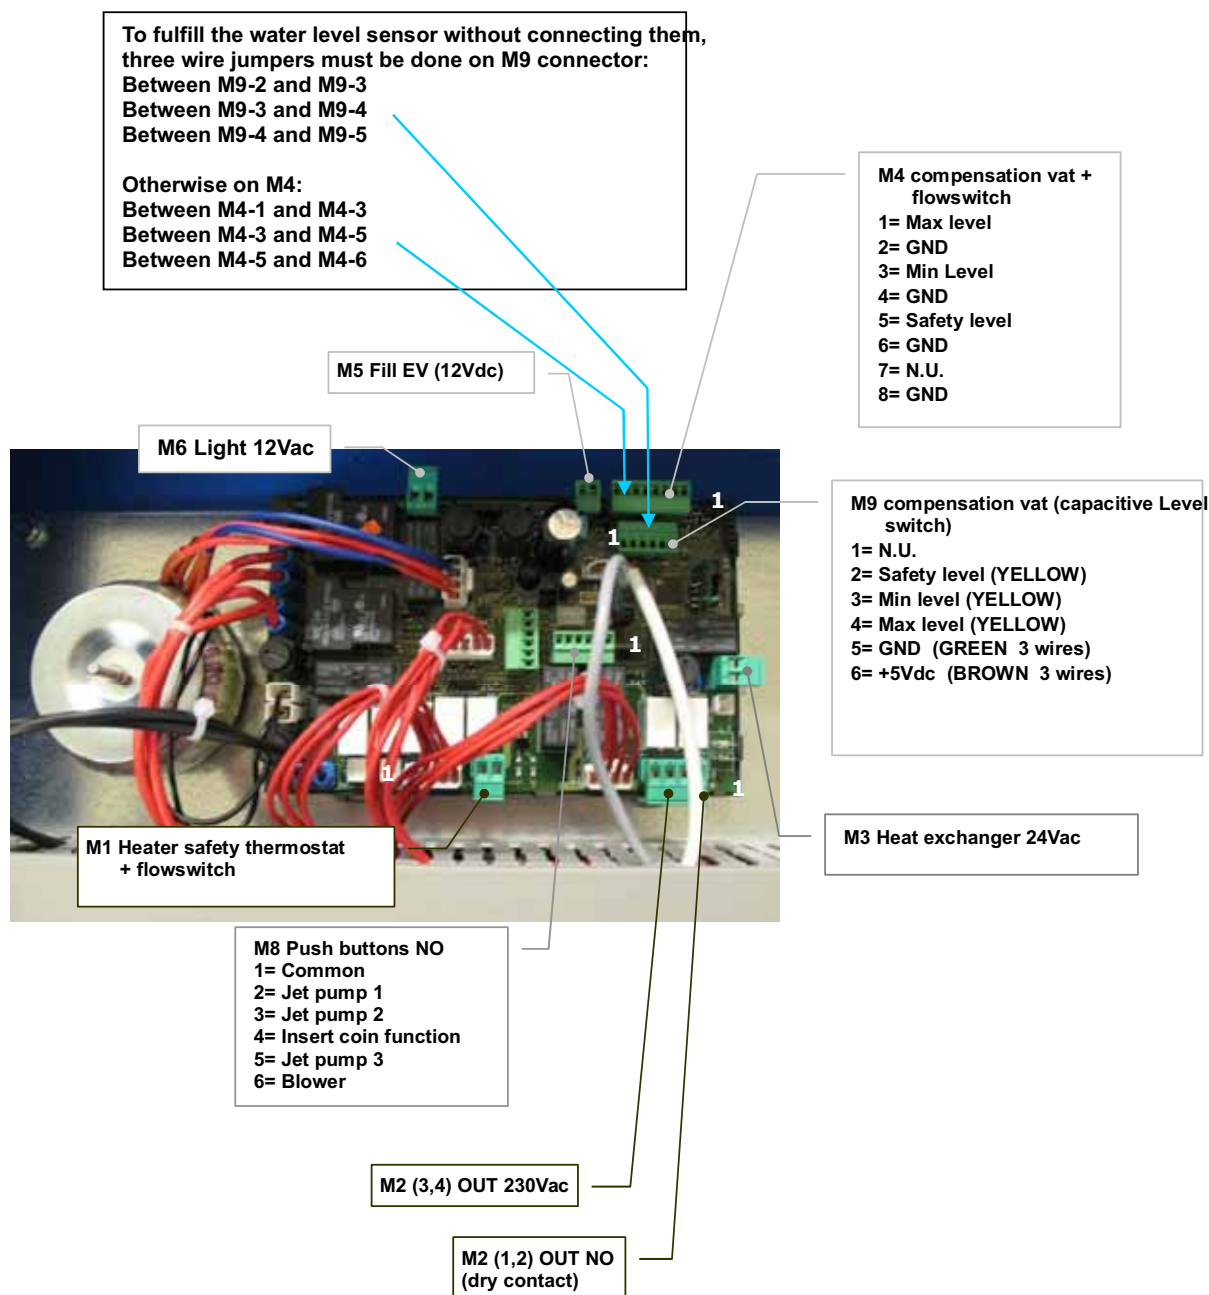 To fulfill the water level sensor without connecting them,
three wire jumpers must be done on M9 connector:
Between M9-2 and M9-3
Between M9-3 and M9-4
Between M9-4 and M9-5
Otherwise on M4:
Between M4-1 and M4-3
Between M4-3 and M4-5
Between M4-5 and M4-6
M4 compensation vat +
flowswitch
1= Max level
2= GND
3= Min Level
4= GND
5= Safety level
6= GND
7= N.U.
8= GND
M5 Fill EV (12Vdc)
M6 Light 12Vac
M9 compensation vat (capacitive Level
switch)
1= N.U.
2= Safety level (YELLOW)
3= Min level (YELLOW)
4= Max level (YELLOW)
5= GND (GREEN 3 wires)
6= +5Vdc (BROWN 3 wires)
1
1
1
1
1
M3 Heat exchanger 24Vac
M1 Heater safety thermostat
+ flowswitch
M8 Push buttons NO
1= Common
2= Jet pump 1
3= Jet pump 2
4= Insert coin function
5= Jet pump 3
6= Blower
M2 (3,4) OUT 230Vac
M2 (1,2) OUT NO
(dry contact)